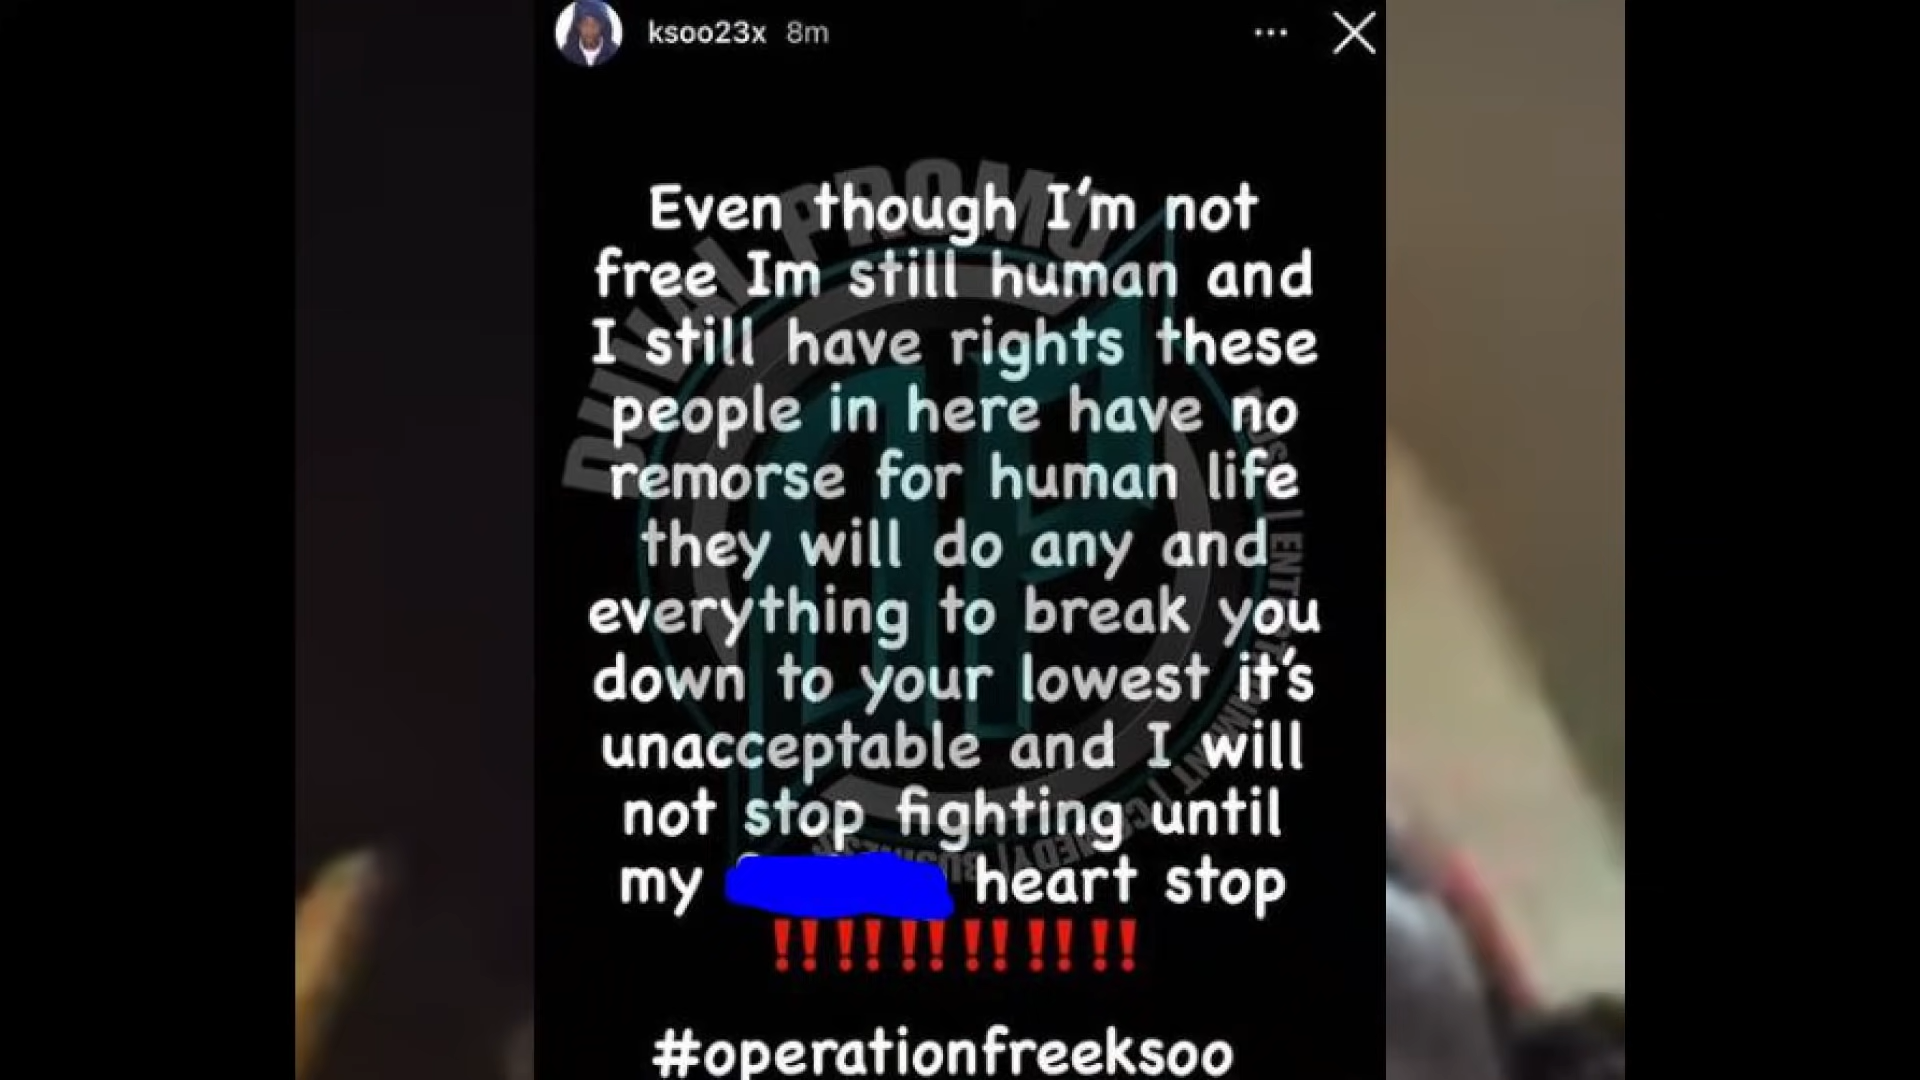 ksoo23x 8m
DUVAL PROMO
Even though I'm not
free Im still human and
I still have rights these
people in here have no
remorse for human life
they will do any and
everything to break you
down to your lowest it's
unacceptable and I will
not stop fighting until
my heart stop
‼️‼️‼️‼️‼️‼️
#operationfreeksoo